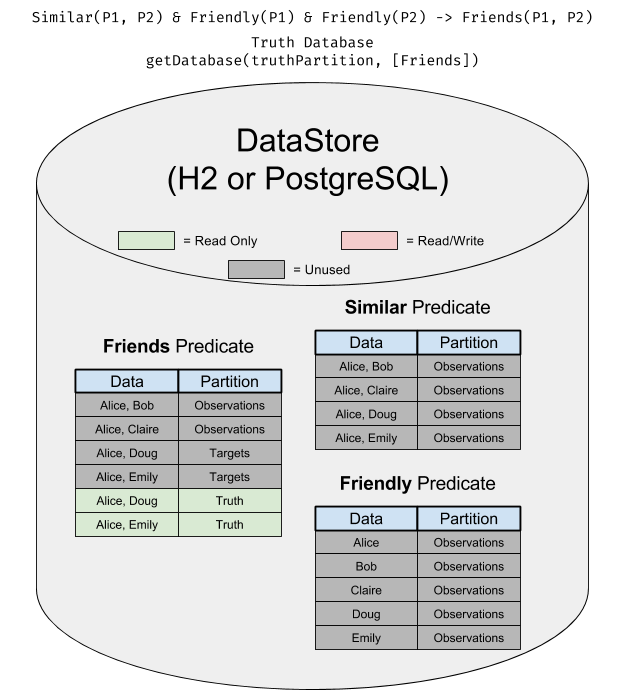 Similar(P1, P2) & Friendly(P1) & Friendly(P2) -> Friends(P1, P2)
Truth Database
getDatabase(truthPartition, [Friends])
DataStore
(H2 or PostgreSQL)
= Read Only
= Read/Write
= Unused
Friends Predicate
Data Partition
Alice, Bob Observations
Alice, Claire Observations
Alice, Doug Targets
Alice, Emily Targets
Alice, Doug Truth
Alice, Emily Truth
Similar Predicate
Data Partition
Alice, Bob Observations
Alice, Claire Observations
Alice, Doug Observations
Alice, Emily Observations
Friendly Predicate
Data Partition
Alice Observations
Bob Observations
Claire Observations
Doug Observations
Emily Observations